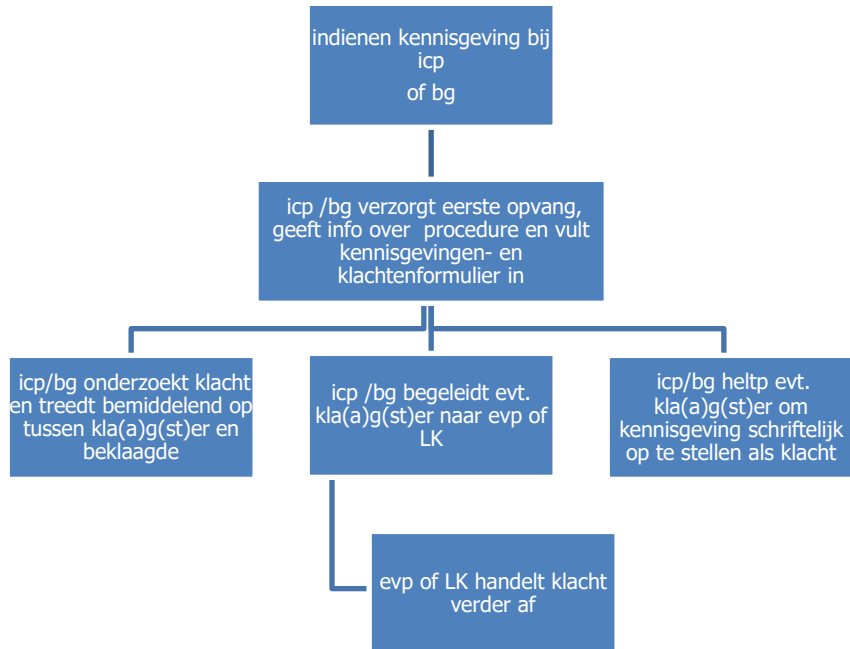 indienen kennisgeving bij
icp
of bg
icp /bg verzorgt eerste opvang,
geeft info over procedure en vult
kennisgevingen- en
klachtenformulier in
icp/bg onderzoekt klacht
en treedt bemiddelend op
tussen kla(a)g(st)er en
beklaagde
icp /bg begeleidt evt.
kla(a)g(st)er naar evp of
LK
icp/bg heltp evt.
kla(a)g(st)er om
kennisgeving schriftelijk
op te stellen als klacht
evp of LK handelt klacht
verder af